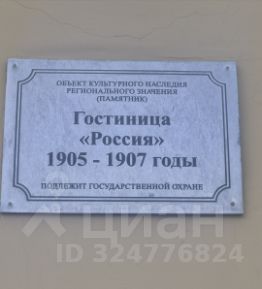 ОБЪЕКТ КУЛЬТУРНОГО НАСЛЕДИЯ
РЕГИОНАЛЬНОГО ЗНАЧЕНИЯ
(ПАМЯТНИК)
Гостиница
«Россия»
1905 - 1907 годы
ПОДЛЕЖИТ ГОСУДАРСТВЕННОЙ ОХРАНЕ
циан
ID 324776824